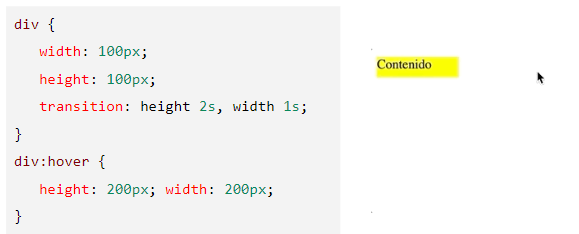 div {
width: 100px;
height: 100px;
transition: height 2s, width 1s;
}
div:hover {
height: 200px; width: 200px;
}
Contenido